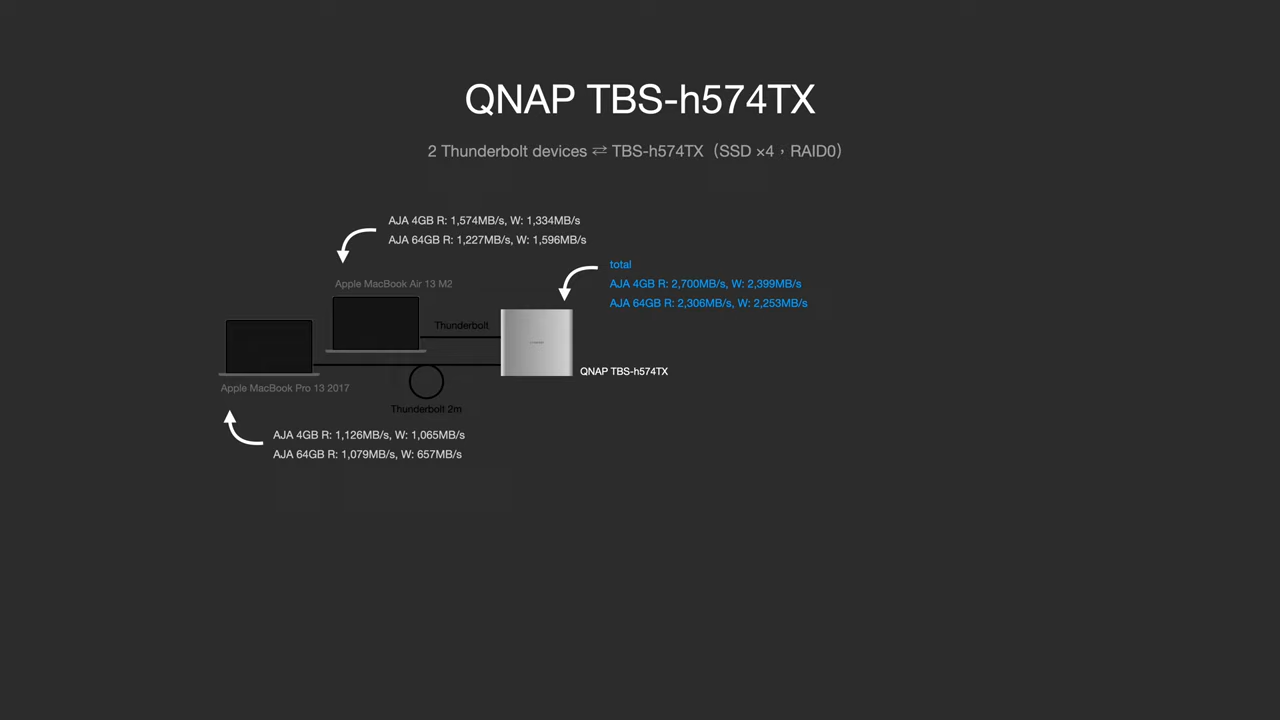 QNAP TBS-h574TX
2 Thunderbolt devices ⇄ TBS-h574TX（SSD ×4，RAID0）
AJA 4GB R: 1,574MB/s, W: 1,334MB/s
AJA 64GB R: 1,227MB/s, W: 1,596MB/s
total
AJA 4GB R: 2,700MB/s, W: 2,399MB/s
AJA 64GB R: 2,306MB/s, W: 2,253MB/s
Apple MacBook Air 13 M2
Thunderbolt
QNAP TBS-h574TX
Apple MacBook Pro 13 2017
Thunderbolt 2m
AJA 4GB R: 1,126MB/s, W: 1,065MB/s
AJA 64GB R: 1,079MB/s, W: 657MB/s